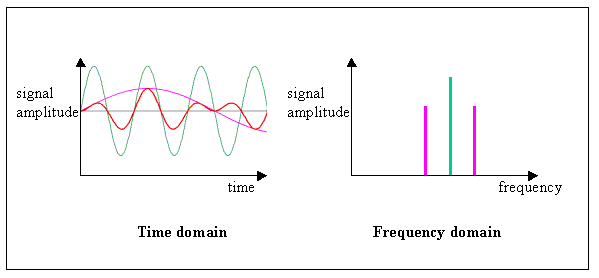 signal
amplitude
time
Time domain
signal
amplitude
frequency
Frequency domain